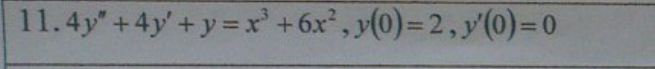 11. 4y″ + 4y′ + y = x³ + 6x², y(0) = 2, y′(0) = 0